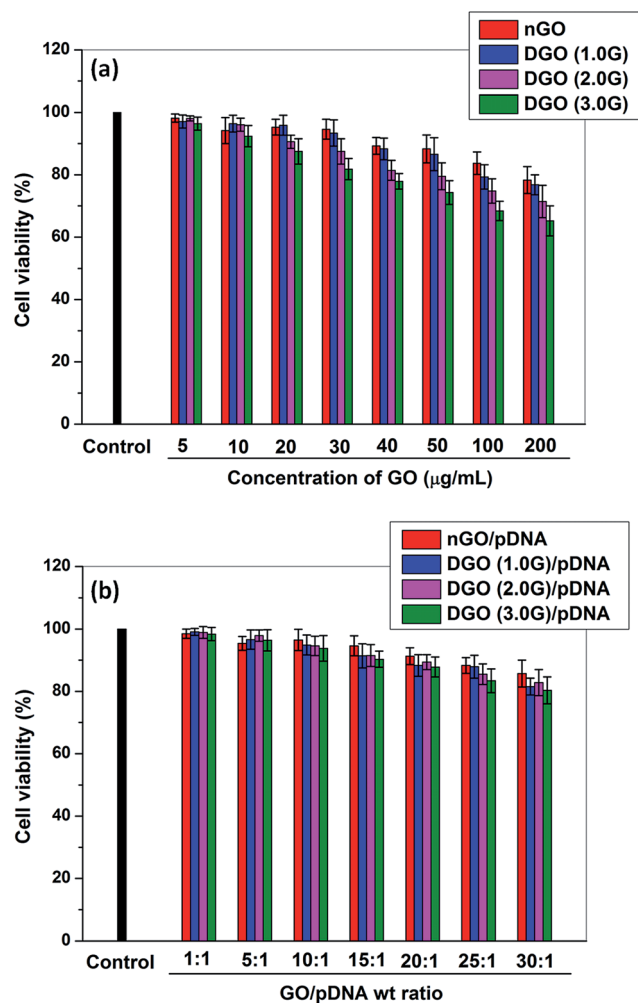 (a)
nGO
DGO (1.0G)
DGO (2.0G)
DGO (3.0G)
120
100
80
60
40
20
0
Cell viability (%)
Control
5 10 20 30 40 50 100 200
Concentration of GO (μg/mL)
(b)
nGO/pDNA
DGO (1.0G)/pDNA
DGO (2.0G)/pDNA
DGO (3.0G)/pDNA
120
100
80
60
40
20
0
Cell viability (%)
Control
1:1 5:1 10:1 15:1 20:1 25:1 30:1
GO/pDNA wt ratio